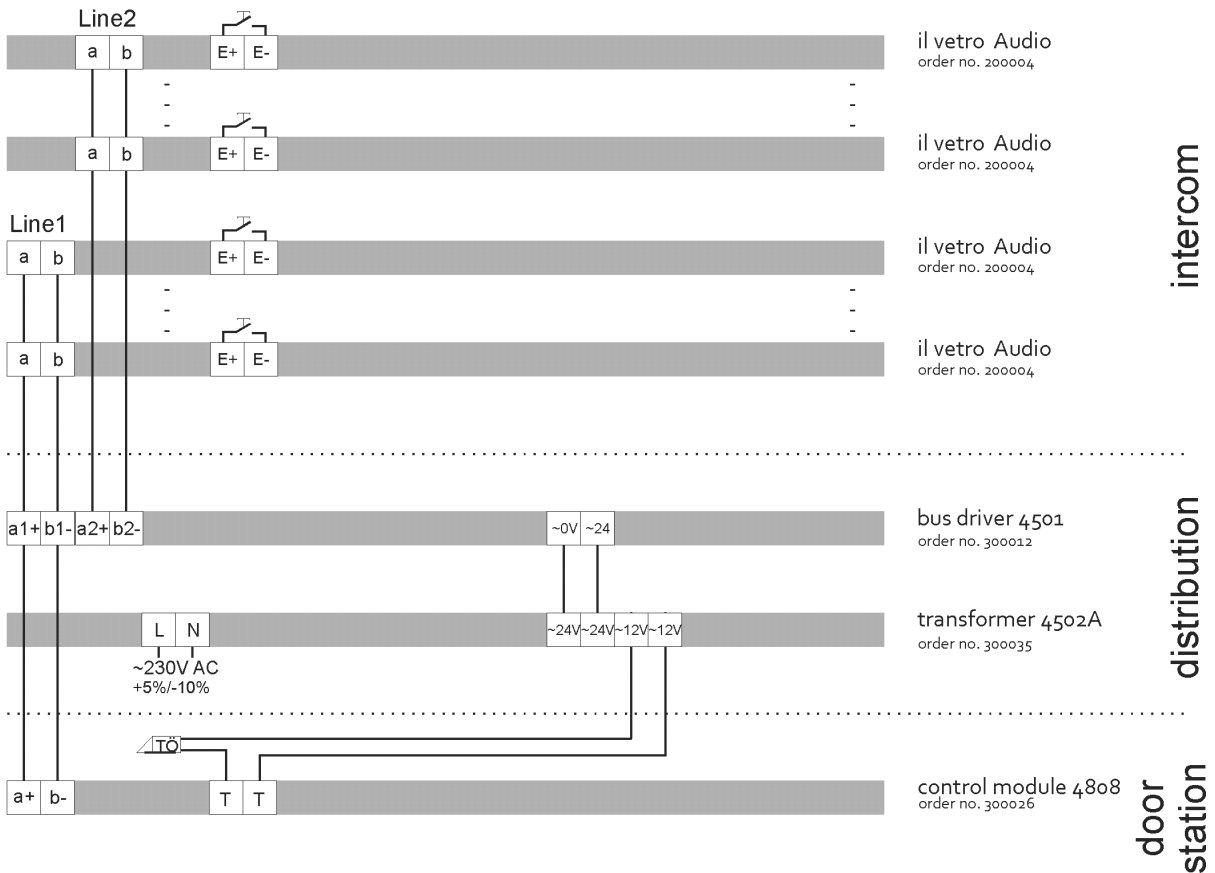 Line2
a b E+ E-
il vetro Audio
order no. 200004
a b E+ E-
il vetro Audio
order no. 200004
Line1
a b E+ E-
il vetro Audio
order no. 200004
a b E+ E-
il vetro Audio
order no. 200004
intercom
a1+ b1- a2+ b2- ~0V ~24
bus driver 4501
order no. 300012
L N ~24V ~24V ~12V ~12V
transformer 4502A
order no. 300035
~230V AC
+5%/-10%
distribution
TÖ
a+ b- T T
control module 4808
order no. 300026
door
station